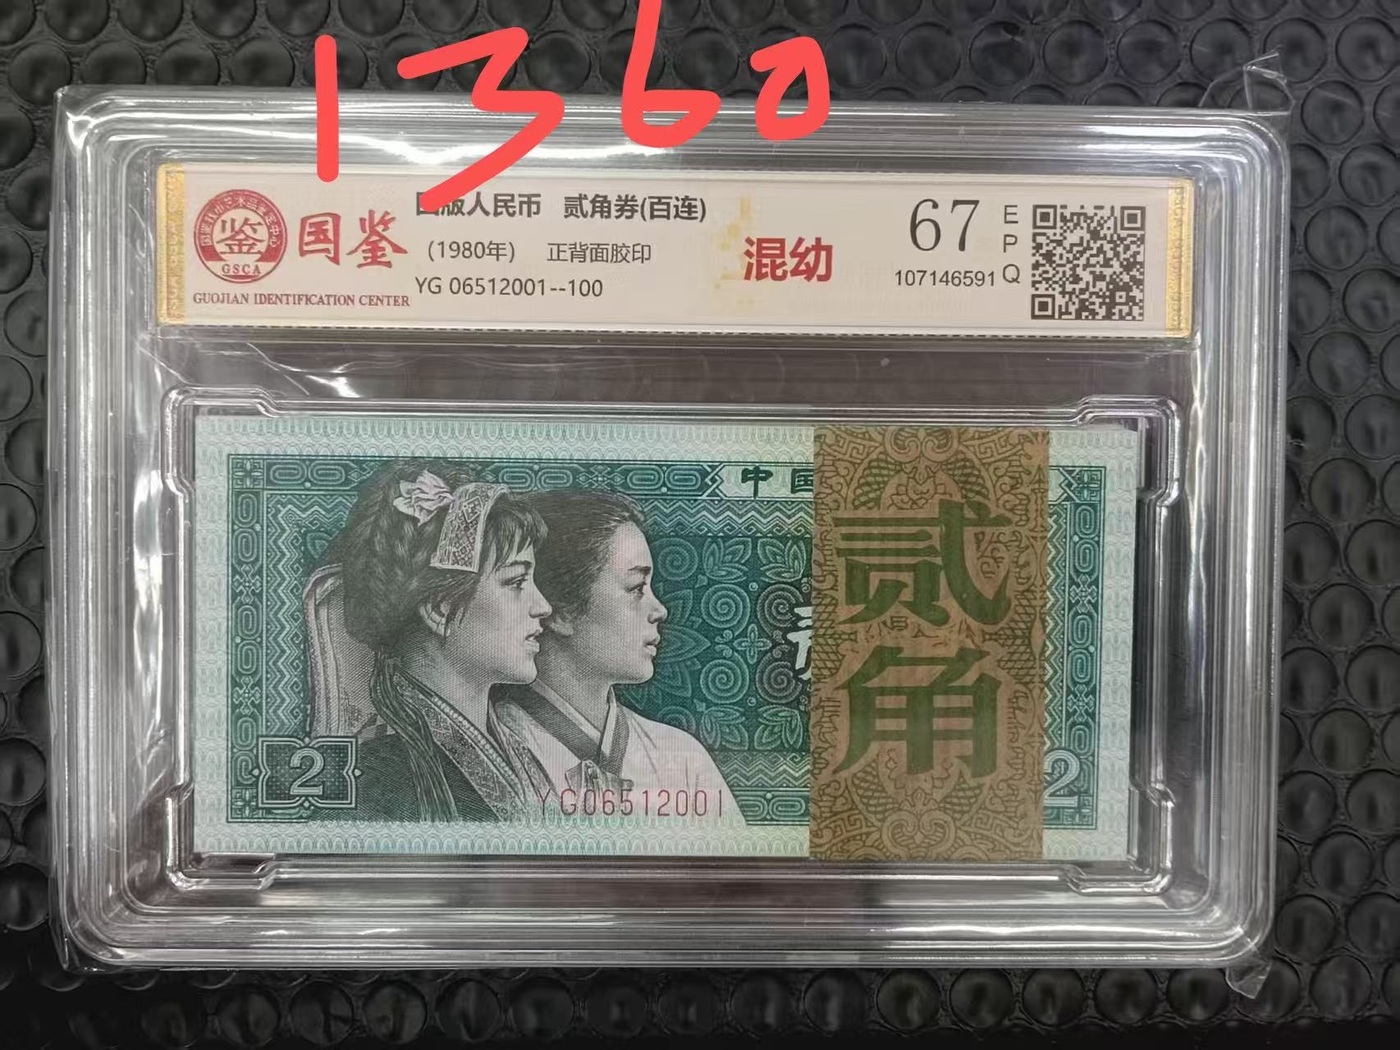 1360
国鉴
GSCA
GUOJIAN IDENTIFICATION CENTER
版人民币 贰角券(百连)
(1980年) 正背面胶印
YG 06512001--100
混幼
67
EPQ
107146591
中国
贰角
2
2
YG06512001